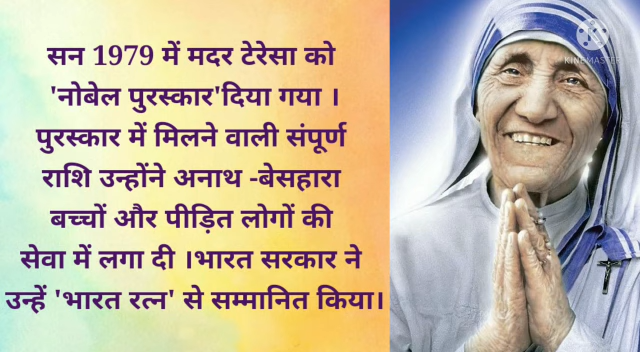 सन 1979 में मदर टेरेसा को
'नोबेल पुरस्कार'दिया गया ।
पुरस्कार में मिलने वाली संपूर्ण
राशि उन्होंने अनाथ -बेसहारा
बच्चों और पीड़ित लोगों की
सेवा में लगा दी ।भारत सरकार ने
उन्हें 'भारत रत्न' से सम्मानित किया।
KINEMASTER